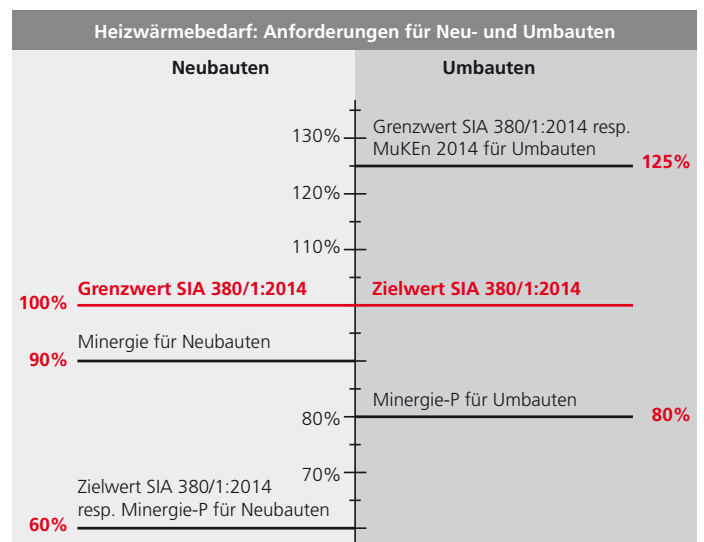 Heizwärmebedarf: Anforderungen für Neu- und Umbauten
Neubauten
Umbauten
130%
Grenzwert SIA 380/1:2014 resp.
MuKEn 2014 für Umbauten
125%
120%
110%
100%
Grenzwert SIA 380/1:2014
Zielwert SIA 380/1:2014
Minergie für Neubauten
90%
Minergie-P für Umbauten
80%
80%
70%
Zielwert SIA 380/1:2014
resp. Minergie-P für Neubauten
60%